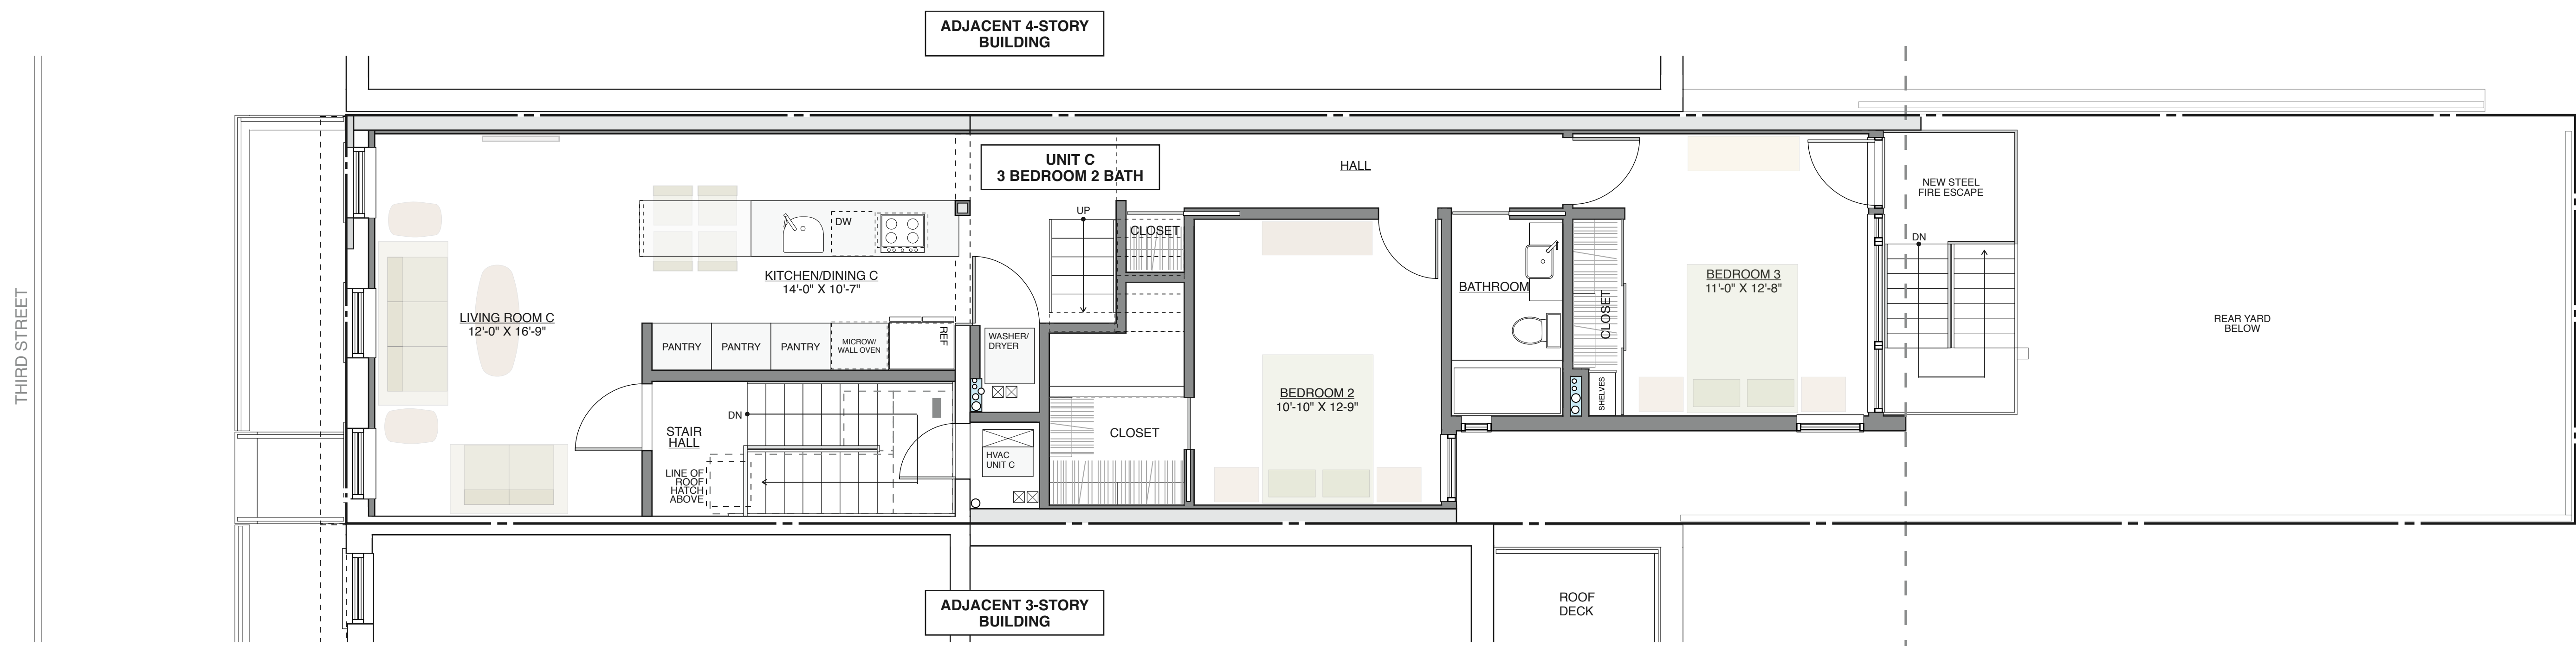 ADJACENT 4-STORY
BUILDING
THIRD STREET
UNIT C
3 BEDROOM 2 BATH
HALL
NEW STEEL
FIRE ESCAPE
DN
UP
CLOSET
DW
KITCHEN/DINING C
14'-0" X 10'-7"
LIVING ROOM C
12'-0" X 16'-9"
PANTRY
PANTRY
PANTRY
MICROW/
WALL OVEN
REF
WASHER/
DRYER
BATHROOM
CLOSET
BEDROOM 3
11'-0" X 12'-8"
REAR YARD
BELOW
SHELVES
BEDROOM 2
10'-10" X 12-9"
DN
STAIR
HALL
CLOSET
HVAC
UNIT C
LINE OF
ROOF
HATCH
ABOVE
ADJACENT 3-STORY
BUILDING
ROOF
DECK